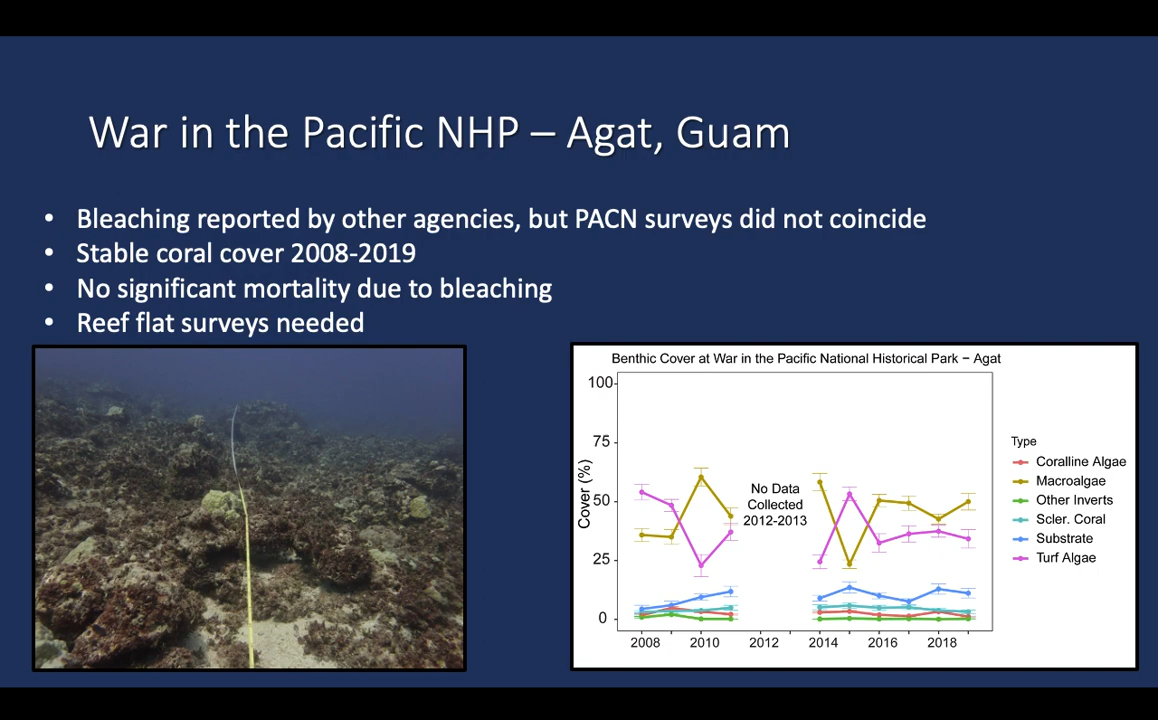 War in the Pacific NHP – Agat, Guam
• Bleaching reported by other agencies, but PACN surveys did not coincide
• Stable coral cover 2008-2019
• No significant mortality due to bleaching
• Reef flat surveys needed
Benthic Cover at War in the Pacific National Historical Park − Agat
Cover (%)
100
75
50
25
0
No Data
Collected
2012-2013
2008 2010 2012 2014 2016 2018
Type
Coralline Algae
Macroalgae
Other Inverts
Scler. Coral
Substrate
Turf Algae